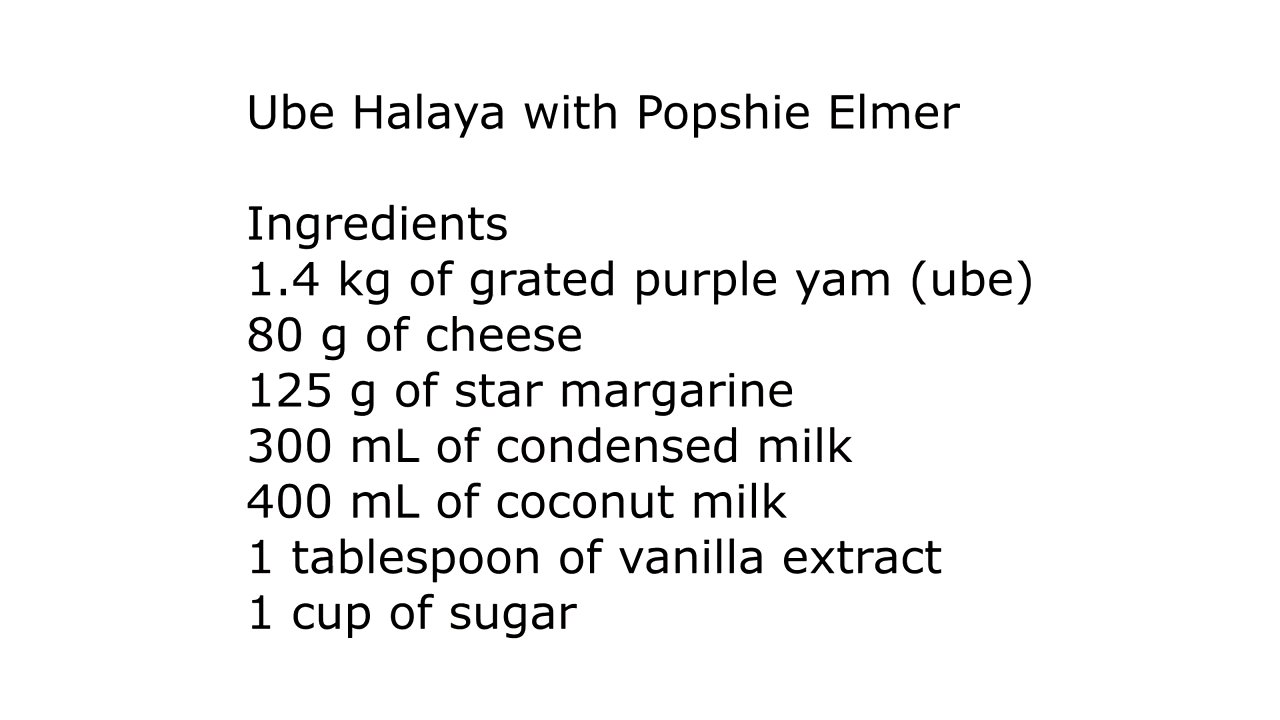 Ube Halaya with Popshie Elmer
Ingredients
1.4 kg of grated purple yam (ube)
80 g of cheese
125 g of star margarine
300 mL of condensed milk
400 mL of coconut milk
1 tablespoon of vanilla extract
1 cup of sugar